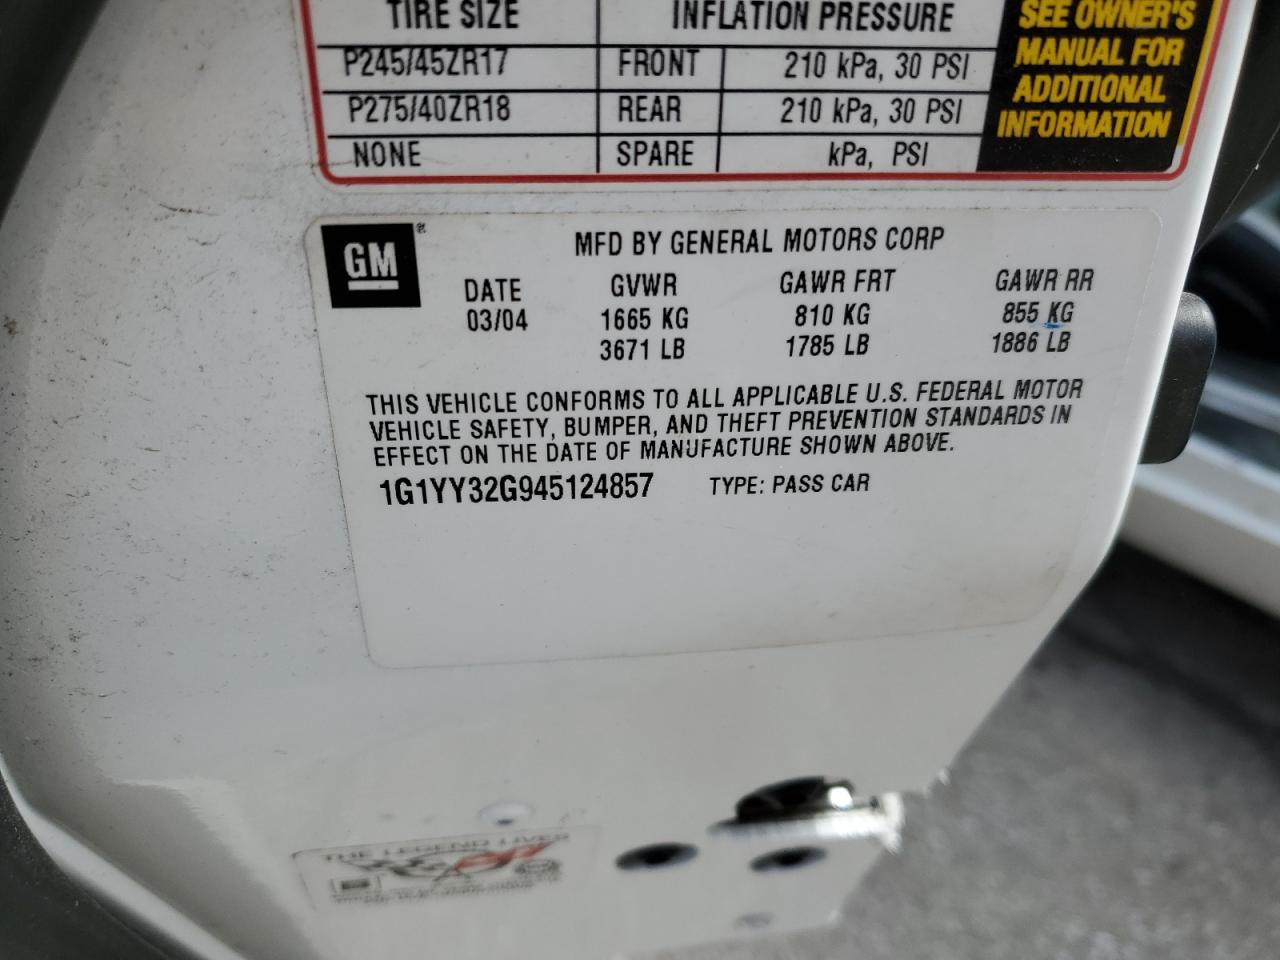 TIRE SIZE INFLATION PRESSURE
P245/45ZR17 FRONT 210 kPa, 30 PSI
P275/40ZR18 REAR 210 kPa, 30 PSI
NONE SPARE kPa, PSI
SEE OWNER'S
MANUAL FOR
ADDITIONAL
INFORMATION
GM®
MFD BY GENERAL MOTORS CORP
DATE GVWR GAWR FRT GAWR RR
03/04 1665 KG 810 KG 855 KG
3671 LB 1785 LB 1886 LB
THIS VEHICLE CONFORMS TO ALL APPLICABLE U.S. FEDERAL MOTOR
VEHICLE SAFETY, BUMPER, AND THEFT PREVENTION STANDARDS IN
EFFECT ON THE DATE OF MANUFACTURE SHOWN ABOVE.
1G1YY32G945124857 TYPE: PASS CAR
THE LEGEND LIVES